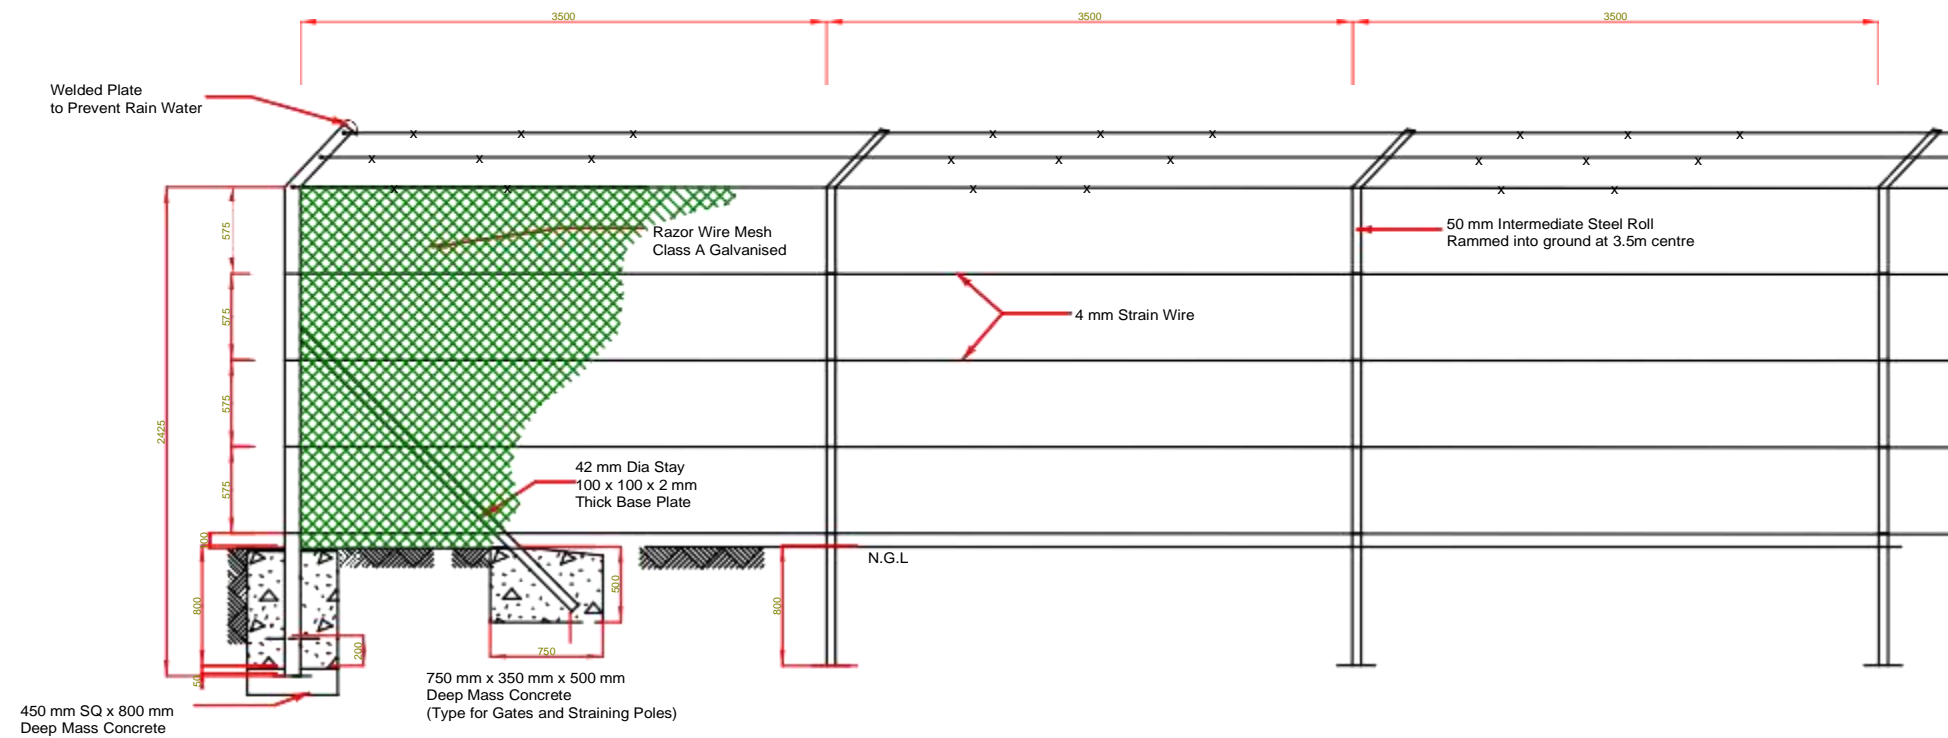 3500
3500
3500
Welded Plate
to Prevent Rain Water
x x x x x x x x x
x x x x x x x x x
x x x x x x
575
Razor Wire Mesh
Class A Galvanised
50 mm Intermediate Steel Roll
Rammed into ground at 3.5m centre
575
4 mm Strain Wire
575
2425
575
42 mm Dia Stay
100 x 100 x 2 mm
Thick Base Plate
N.G.L
800
500
800
200
750
50
750 mm x 350 mm x 500 mm
Deep Mass Concrete
(Type for Gates and Straining Poles)
450 mm SQ x 800 mm
Deep Mass Concrete